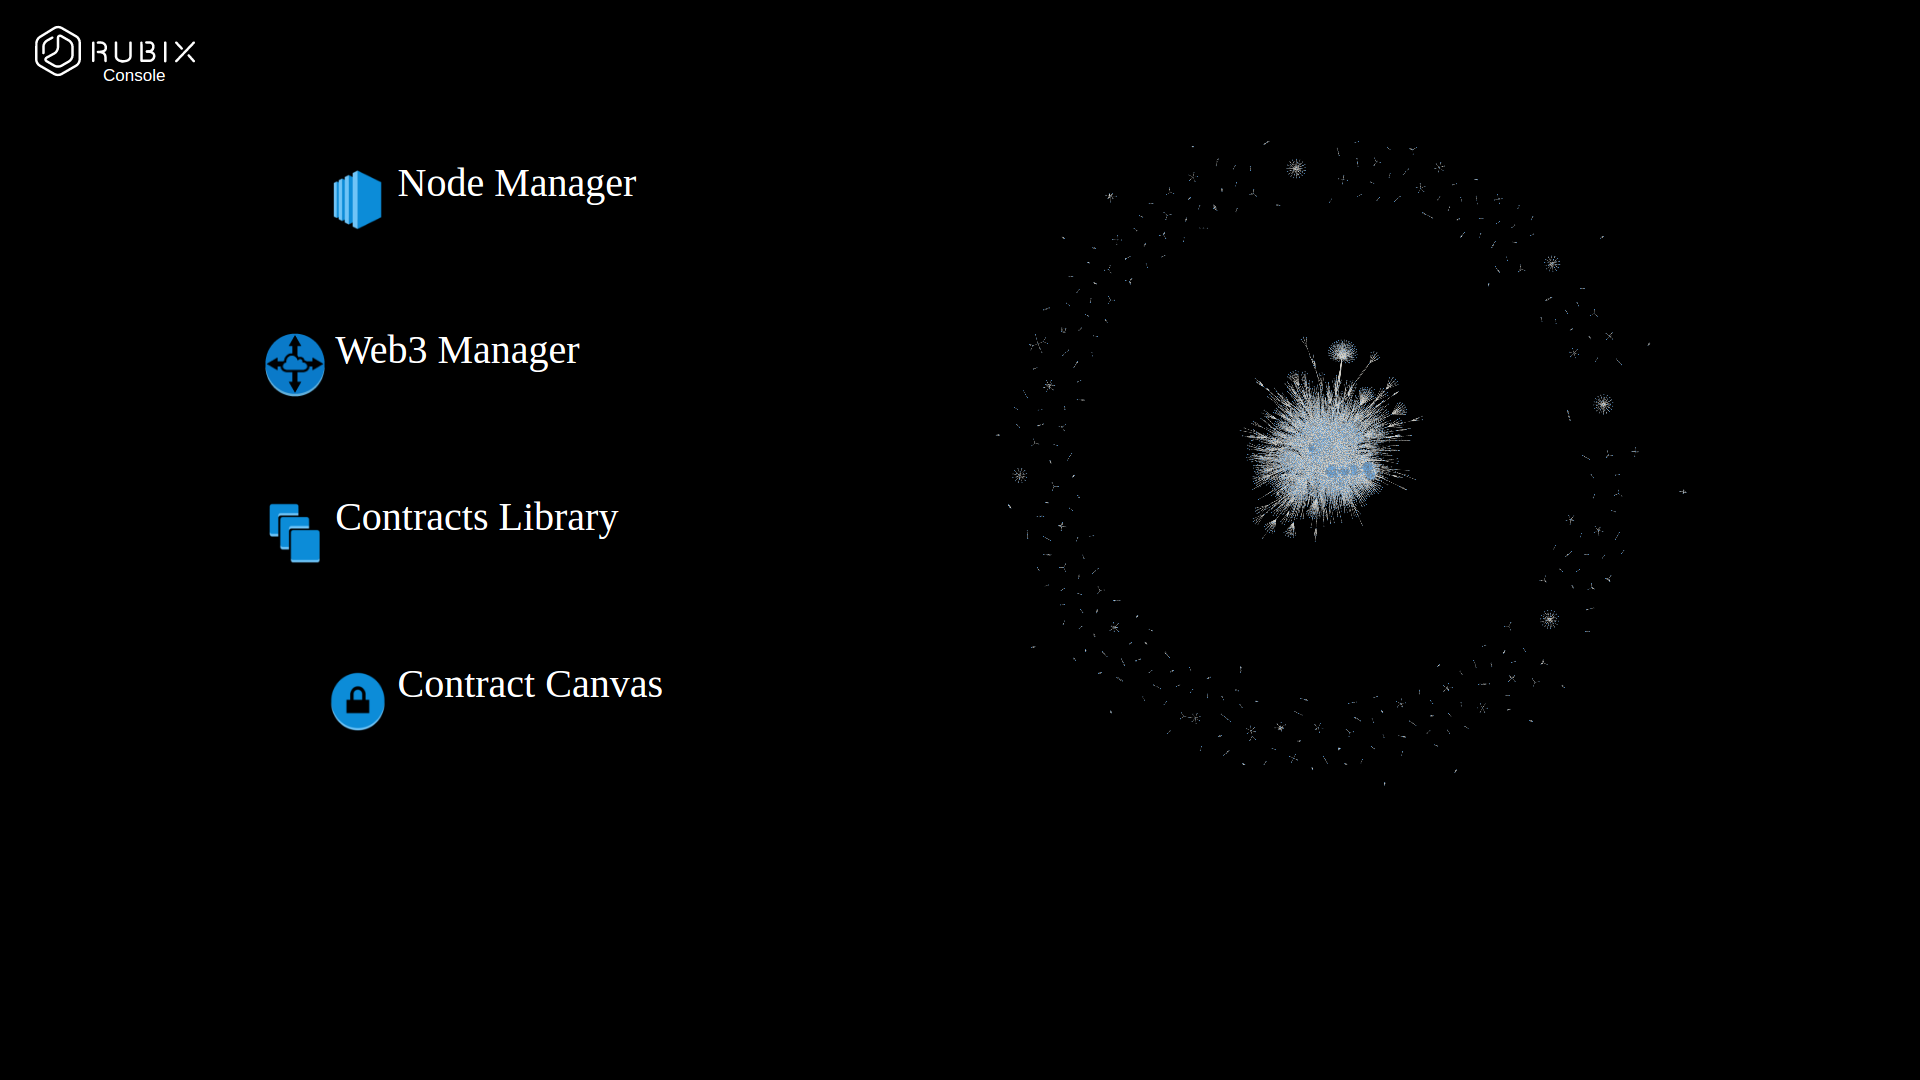 RUBIX
Console
Node Manager
Web3 Manager
Contracts Library
Contract Canvas